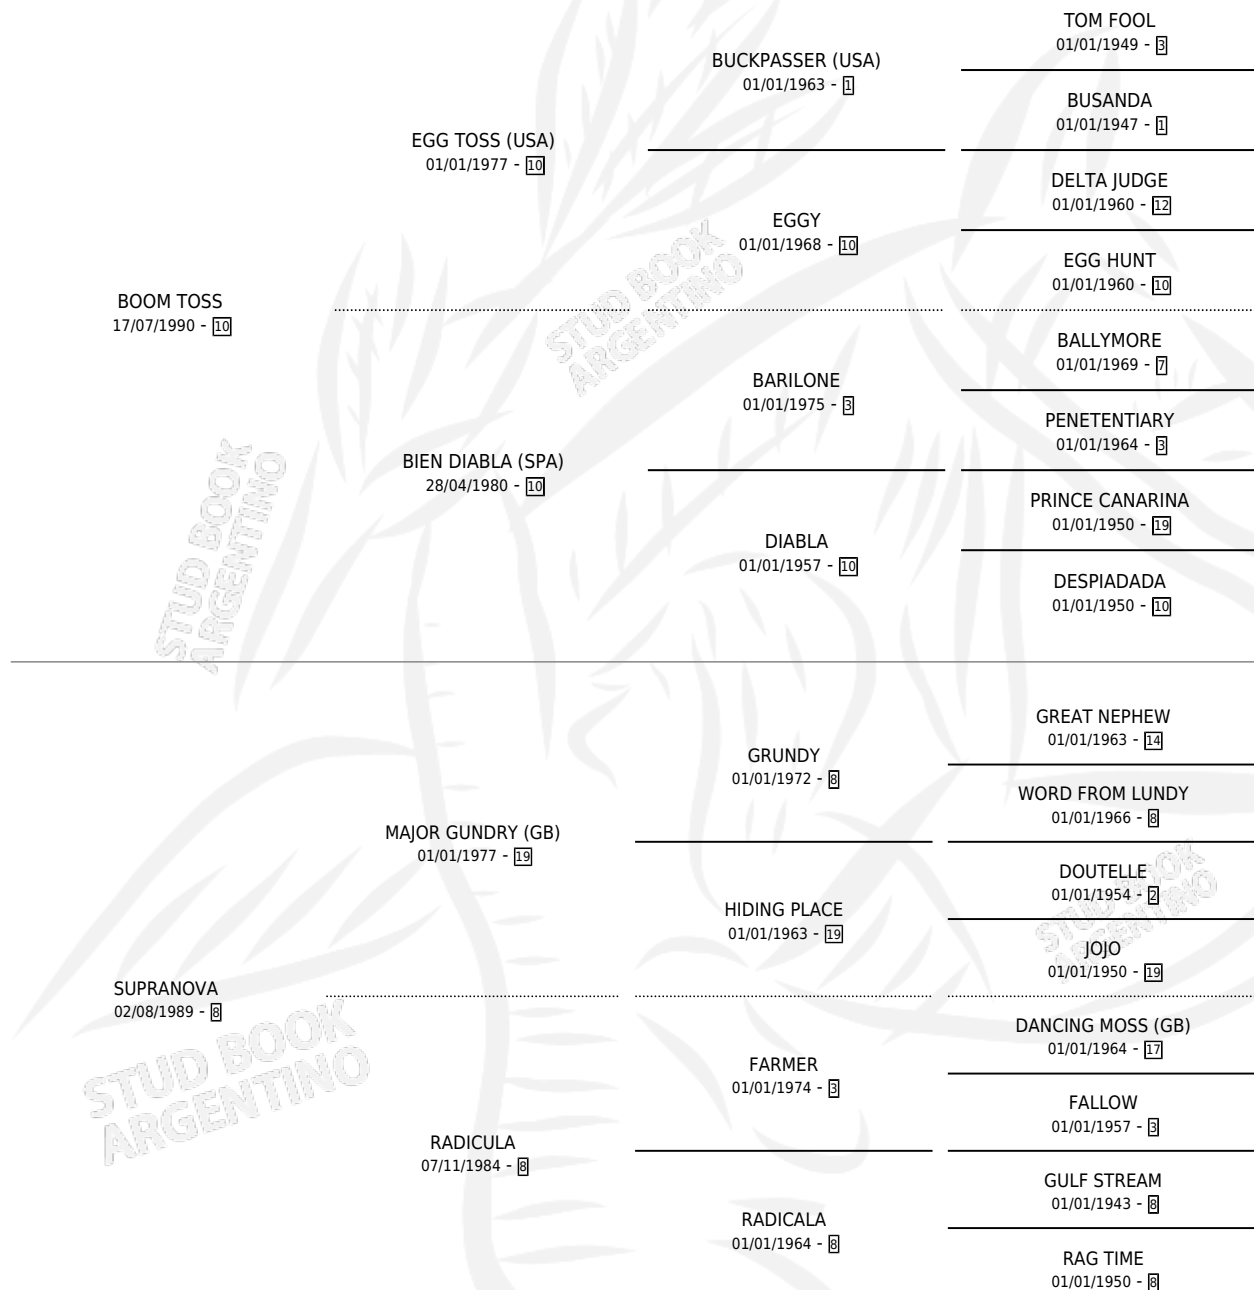 TOM FOOL
01/01/1949 - 3
BUCKPASSER (USA)
01/01/1963 - 1
BUSANDA
01/01/1947 - 1
EGG TOSS (USA)
01/01/1977 - 10
DELTA JUDGE
01/01/1960 - 12
EGGY
01/01/1968 - 10
EGG HUNT
01/01/1960 - 10
BOOM TOSS
17/07/1990 - 10
STUD BOOK
ARGENTINO
BALLYMORE
01/01/1969 - 7
BARILONE
01/01/1975 - 3
PENETENTIARY
01/01/1964 - 3
BIEN DIABLA (SPA)
28/04/1980 - 10
PRINCE CANARINA
01/01/1950 - 19
DIABLA
01/01/1957 - 10
DESPIADADA
01/01/1950 - 10
STUD BOOK
ARGENTINO
GREAT NEPHEW
01/01/1963 - 14
GRUNDY
01/01/1972 - 8
WORD FROM LUNDY
01/01/1966 - 8
MAJOR GUNDRY (GB)
01/01/1977 - 19
DOUTELLE
01/01/1954 - 2
HIDING PLACE
01/01/1963 - 19
STUD BOOK
ARGENTINO
JOJO
01/01/1950 - 19
SUPRANOVA
02/08/1989 - 8
STUD BOOK
ARGENTINO
DANCING MOSS (GB)
01/01/1964 - 17
FARMER
01/01/1974 - 3
FALLOW
01/01/1957 - 3
RADICULA
07/11/1984 - 8
GULF STREAM
01/01/1943 - 8
RADICALA
01/01/1964 - 8
RAG TIME
01/01/1950 - 8